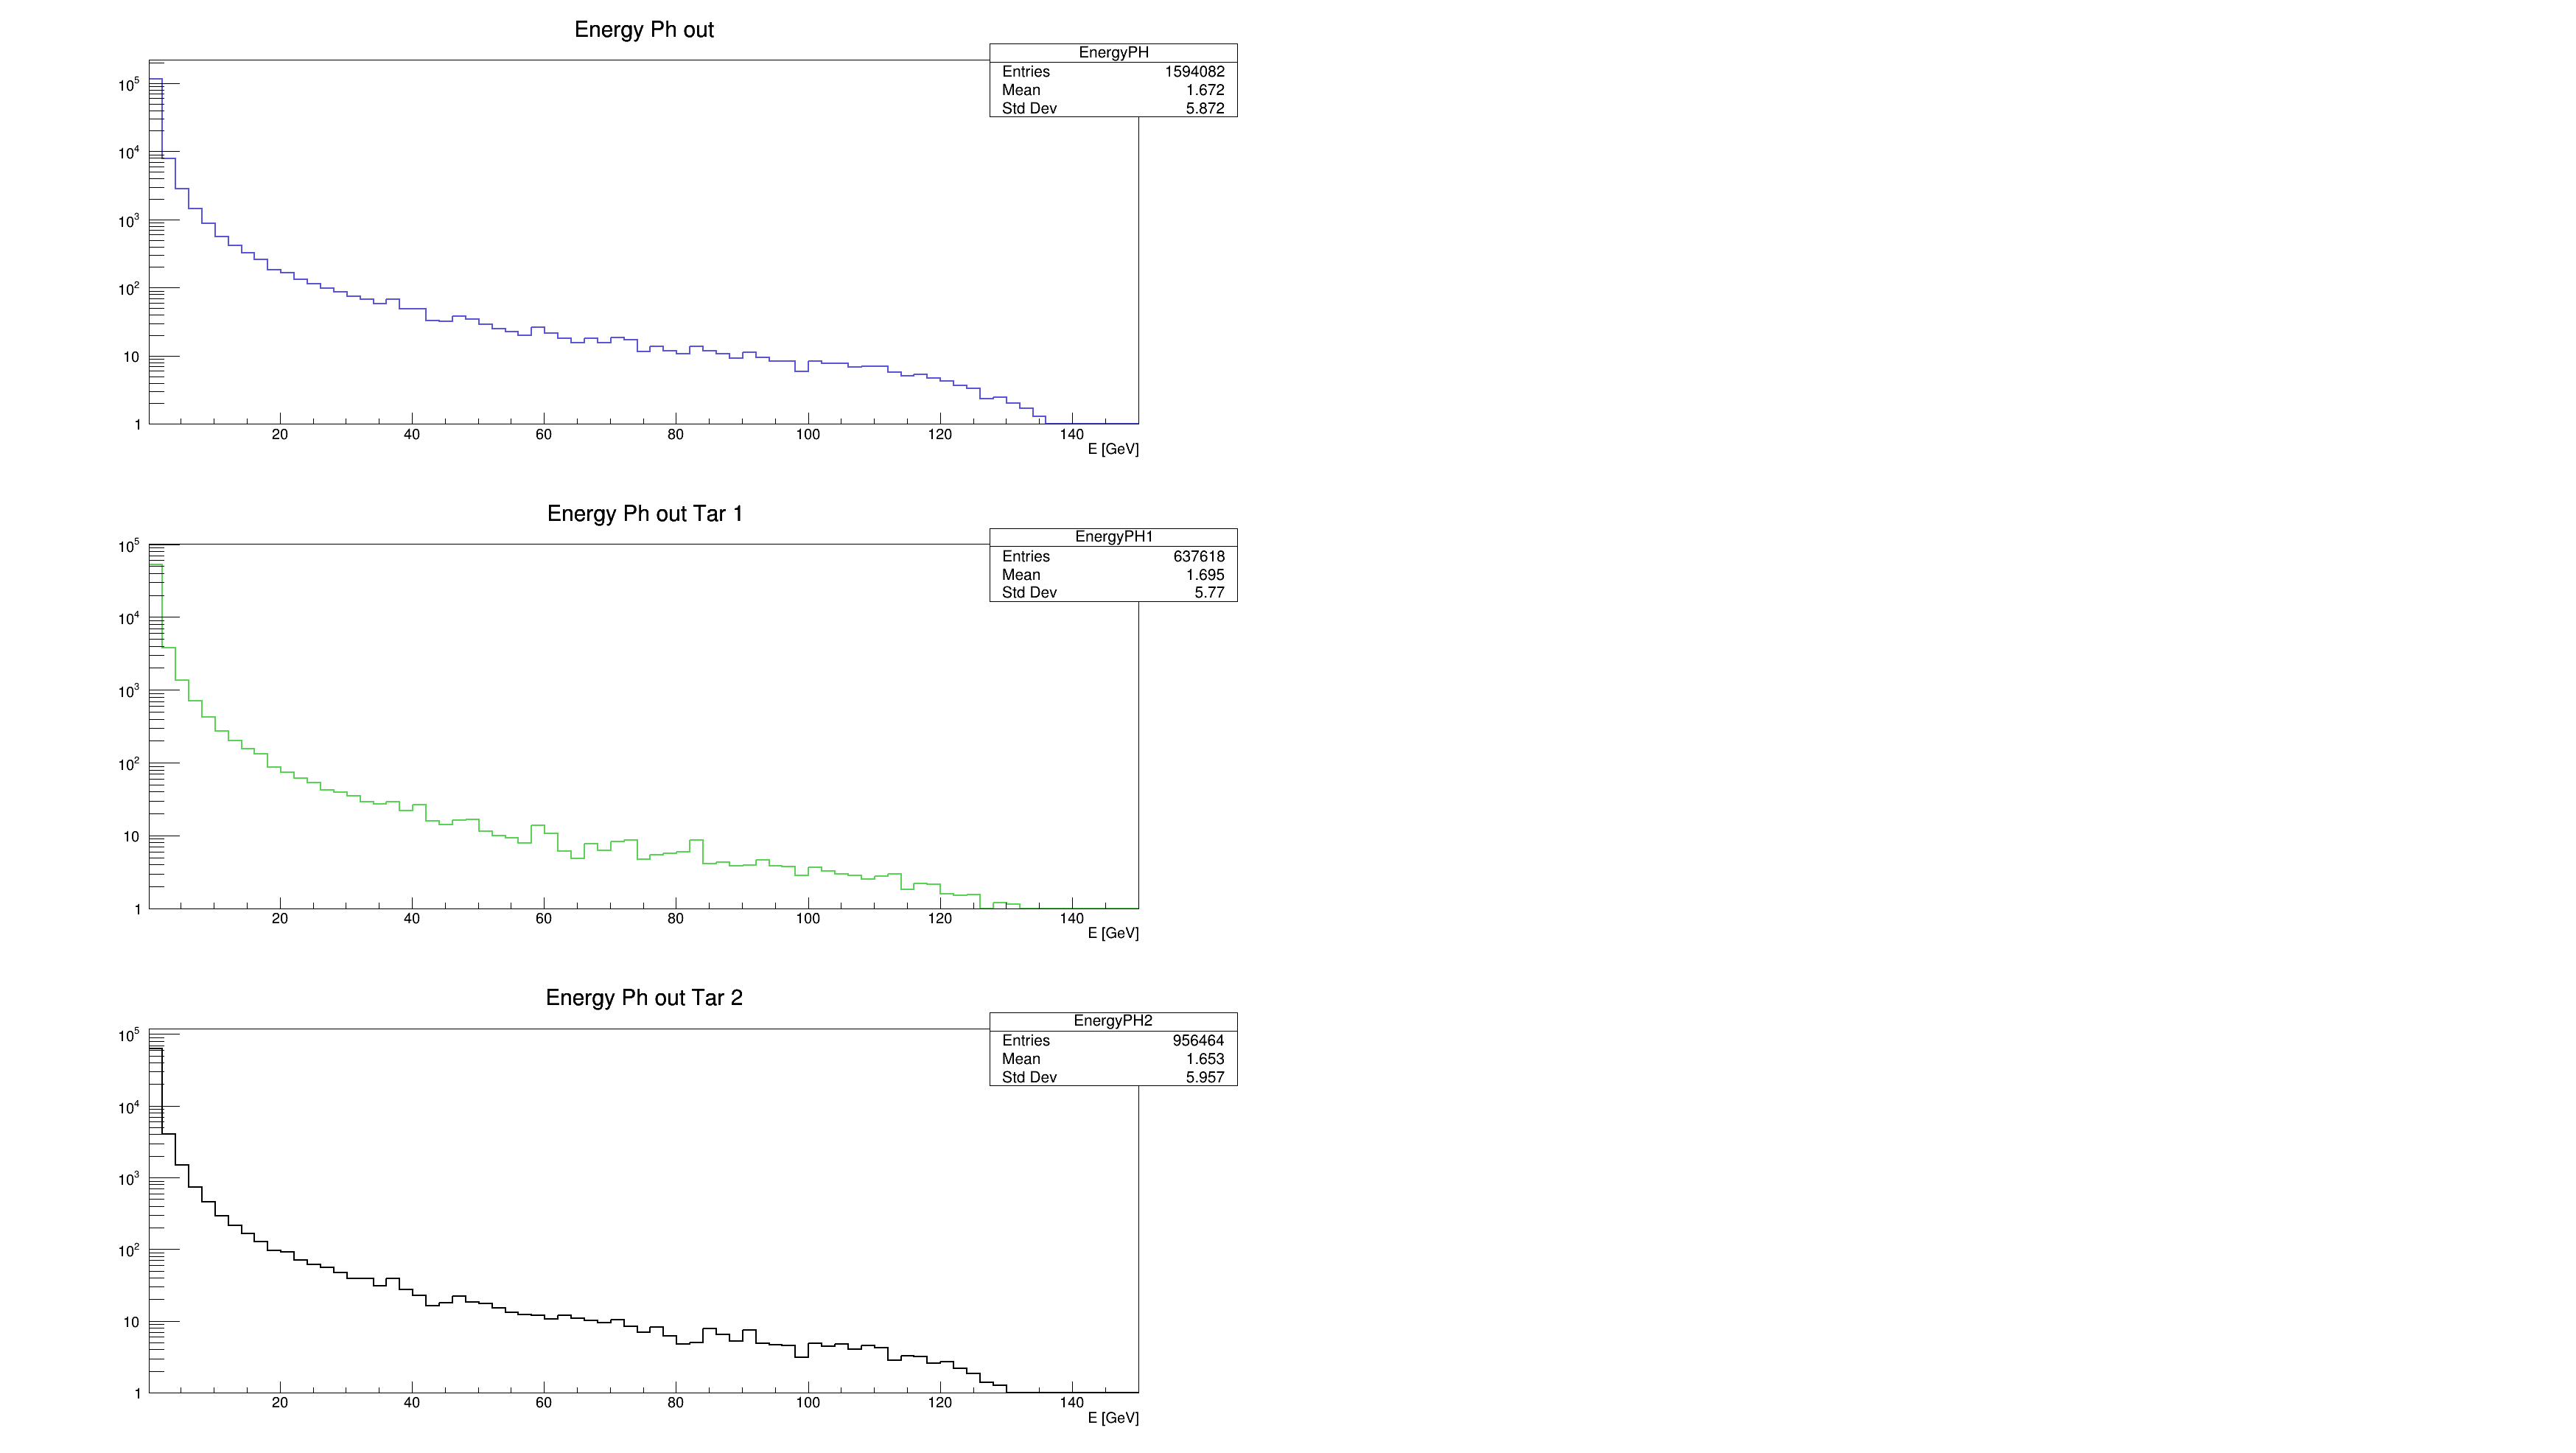 Energy Ph out
EnergyPH
Entries 1594082
Mean 1.672
Std Dev 5.872
10^5
10^4
10^3
10^2
10
1
20 40 60 80 100 120 140
E [GeV]
Energy Ph out Tar 1
EnergyPH1
Entries 637618
Mean 1.695
Std Dev 5.77
10^5
10^4
10^3
10^2
10
1
20 40 60 80 100 120 140
E [GeV]
Energy Ph out Tar 2
EnergyPH2
Entries 956464
Mean 1.653
Std Dev 5.957
10^5
10^4
10^3
10^2
10
1
20 40 60 80 100 120 140
E [GeV]